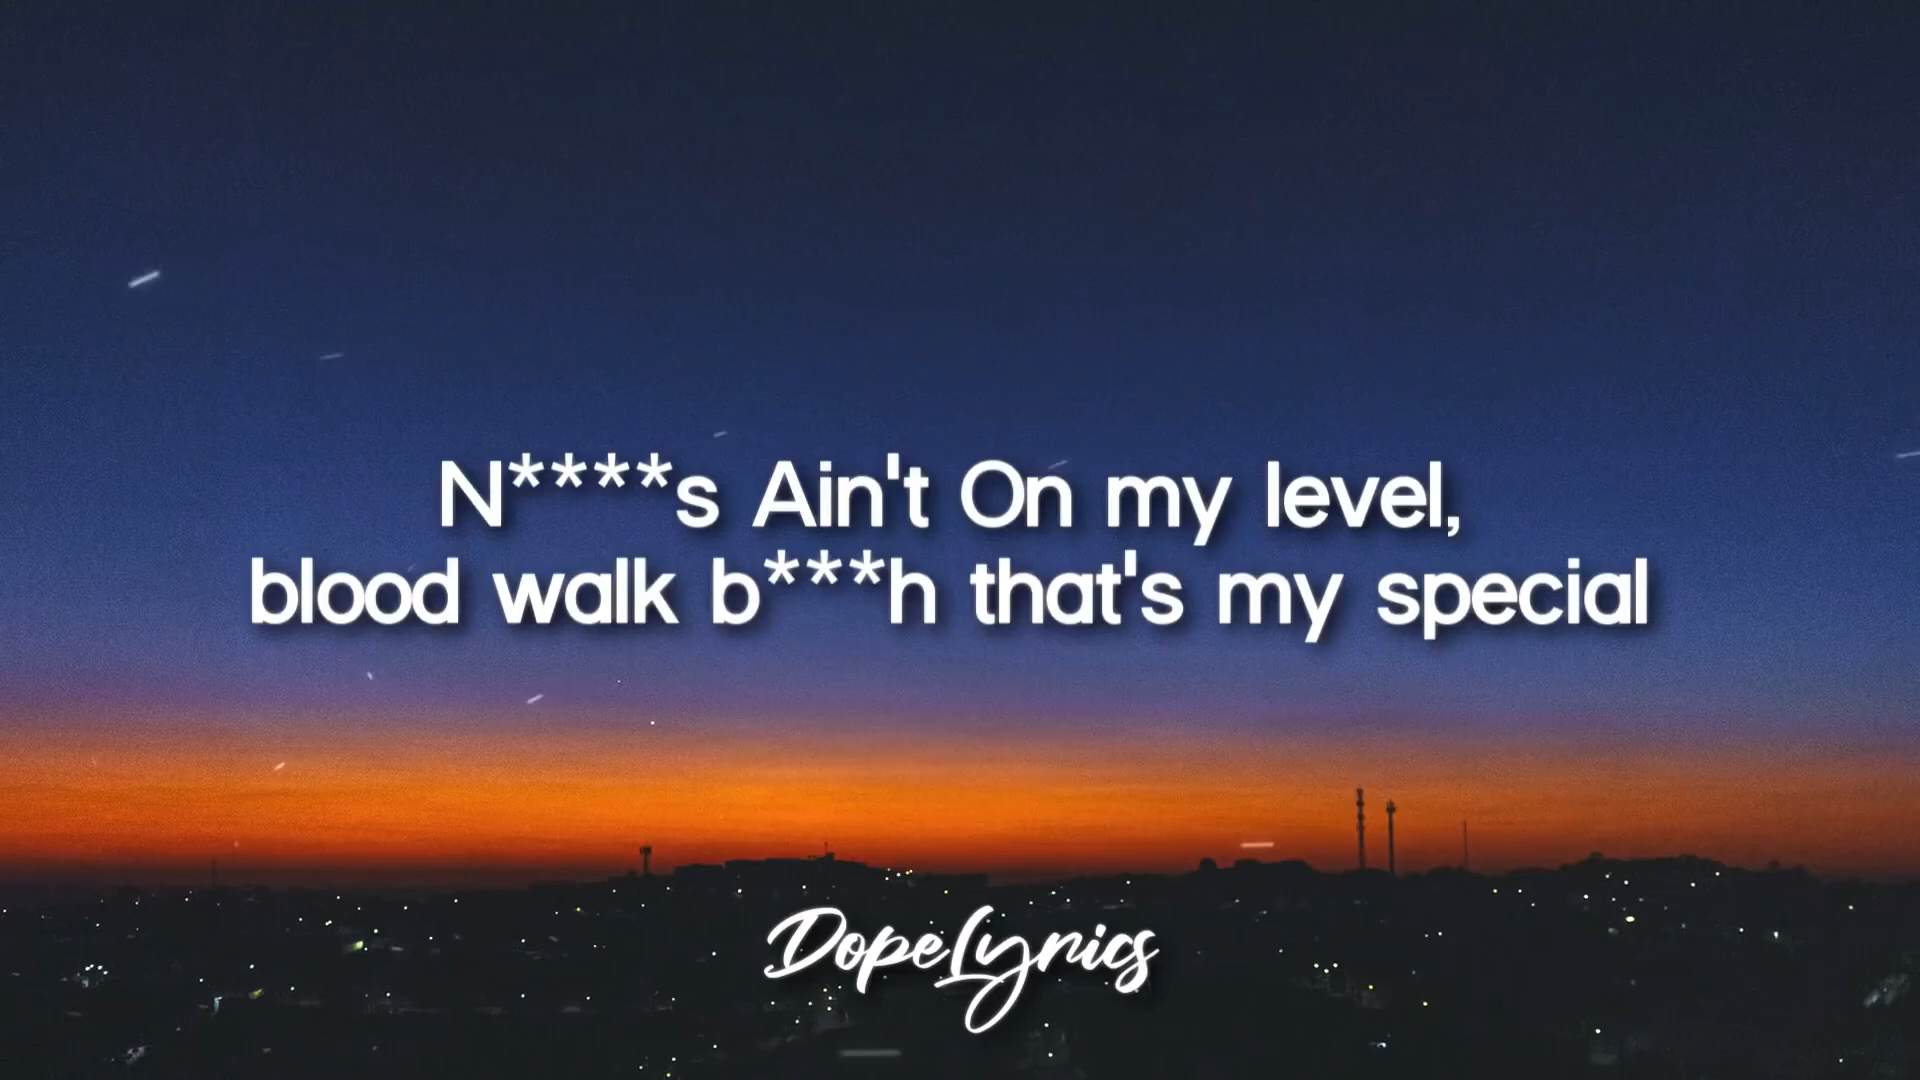 N****s Ain't On my level,
blood walk b***h that's my special
DopeLyrics